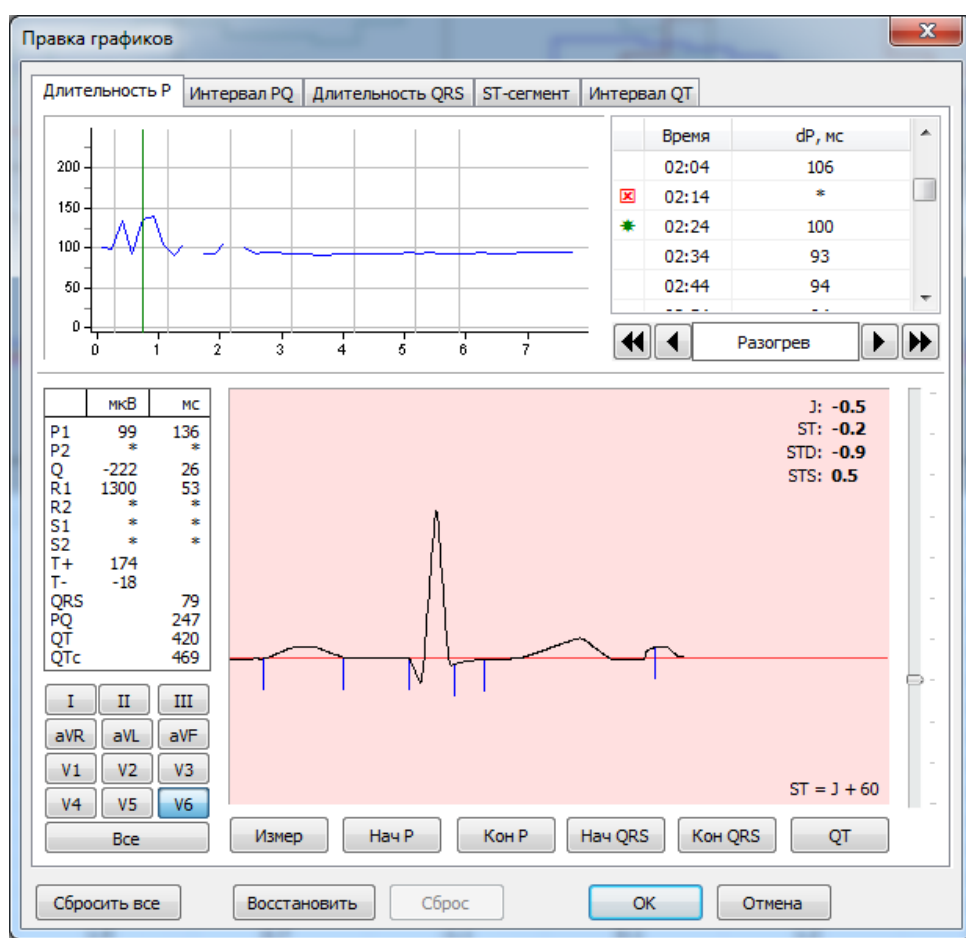 Правка графиков
Длительность P Интервал PQ Длительность QRS ST-сегмент Интервал QT
200
150
100
50
0
0 1 2 3 4 5 6 7
Время dP, мс
02:04 106
02:14 *
02:24 100
02:34 93
02:44 94
Разогрев
мкВ мс
P1 99 136
P2 * *
Q -222 26
R1 1300 53
R2 * *
S1 * *
S2 * *
T+ 174
T- -18
QRS 79
PQ 247
QT 420
QTc 469
J: -0.5
ST: -0.2
STD: -0.9
STS: 0.5
ST = J + 60
I II III
aVR aVL aVF
V1 V2 V3
V4 V5 V6
Все
Измер Нач P Кон P Нач QRS Кон QRS QT
Сбросить все Восстановить Сброс OK Отмена